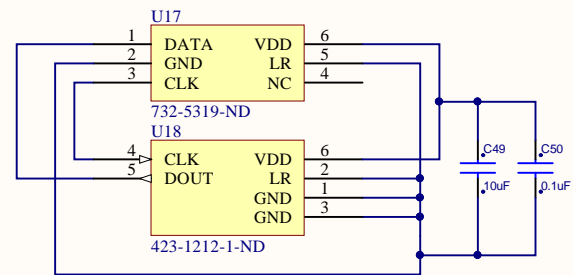 U17
1 DATA VDD 6
2 GND LR 5
3 CLK NC 4
732-5319-ND
U18
4 CLK VDD 6
5 DOUT LR 2
GND 1
GND 3
423-1212-1-ND
C49
10uF
C50
0.1uF